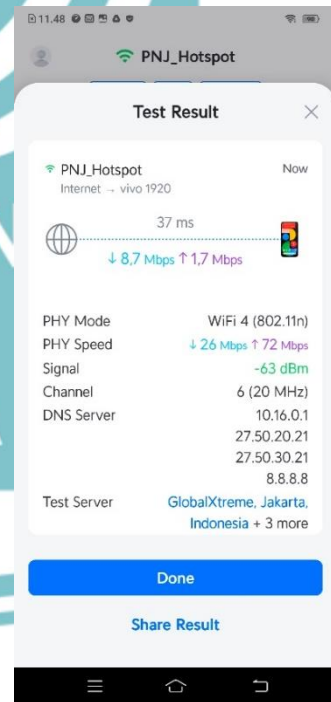 11.48
PNJ_Hotspot
Test Result
PNJ_Hotspot Now
Internet → vivo 1920
37 ms
↓ 8,7 Mbps ↑ 1,7 Mbps
PHY Mode WiFi 4 (802.11n)
PHY Speed ↓ 26 Mbps ↑ 72 Mbps
Signal -63 dBm
Channel 6 (20 MHz)
DNS Server 10.16.0.1
27.50.20.21
27.50.30.21
8.8.8.8
Test Server GlobalXtreme, Jakarta,
Indonesia + 3 more
Done
Share Result